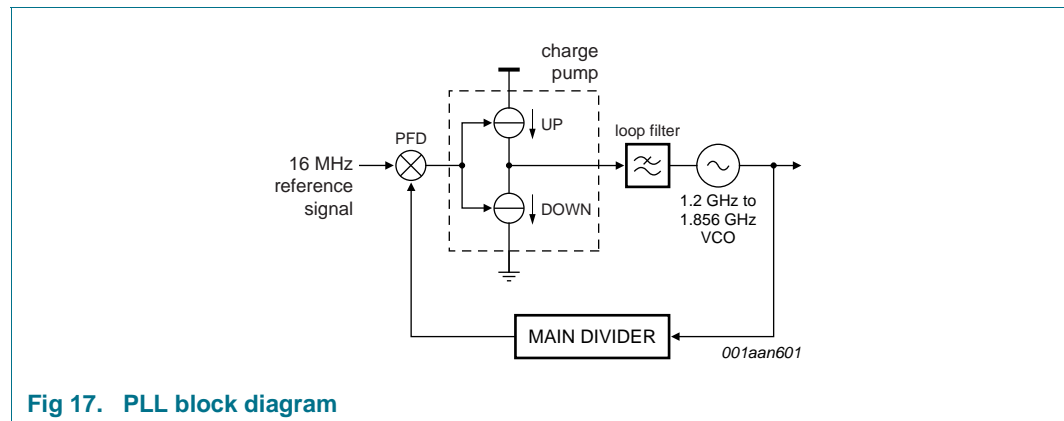 charge
pump
UP
PFD
loop filter
16 MHz
reference
signal
DOWN
1.2 GHz to
1.856 GHz
VCO
MAIN DIVIDER
001aan601
Fig 17. PLL block diagram